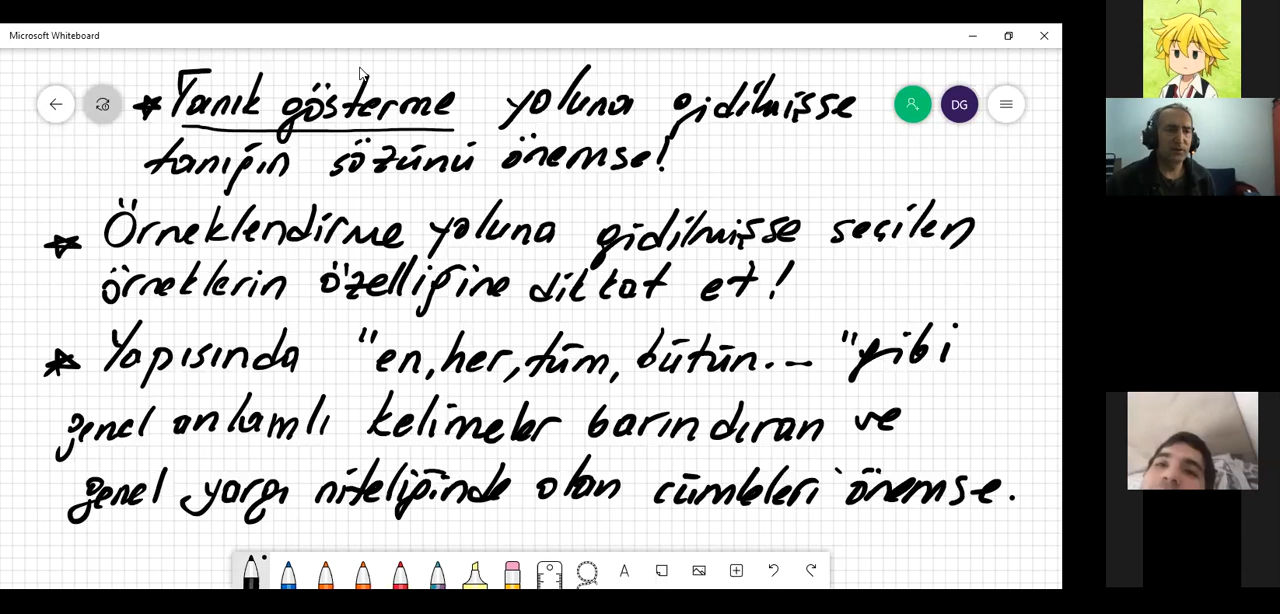 Microsoft Whiteboard
DG
★ Tanık gösterme yoluna gidilmişse
tanığın sözünü önemse!
★ Örneklendirme yoluna gidilmişse seçilen
örneklerin özelliğine dikkat et!
★ Yapısında "en, her, tüm, bütün... " gibi
genel anlamlı kelimeler barındıran ve
genel yargı niteliğinde olan cümleleri önemse.
A